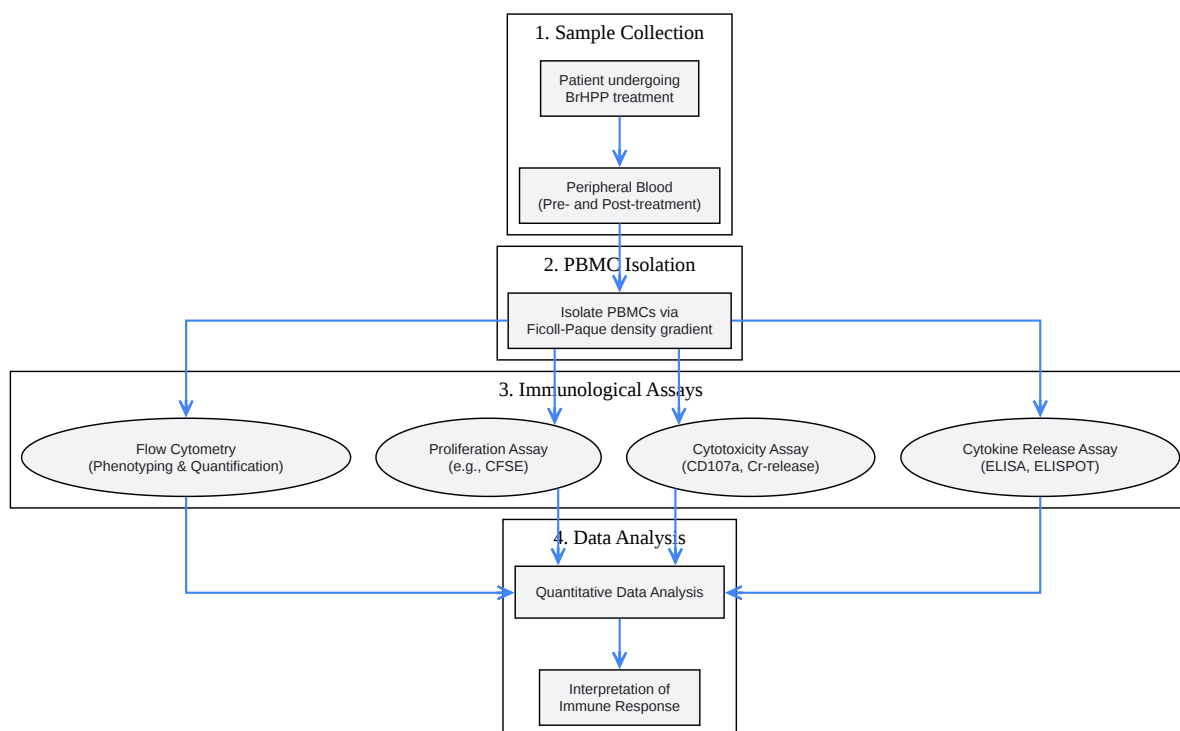 1. Sample Collection
Patient undergoing
BrHPP treatment
Peripheral Blood
(Pre- and Post-treatment)
2. PBMC Isolation
Isolate PBMCs via
Ficoll-Paque density gradient
3. Immunological Assays
Flow Cytometry
(Phenotyping & Quantification)
Proliferation Assay
(e.g., CFSE)
Cytotoxicity Assay
(CD107a, Cr-release)
Cytokine Release Assay
(ELISA, ELISPOT)
4. Data Analysis
Quantitative Data Analysis
Interpretation of
Immune Response